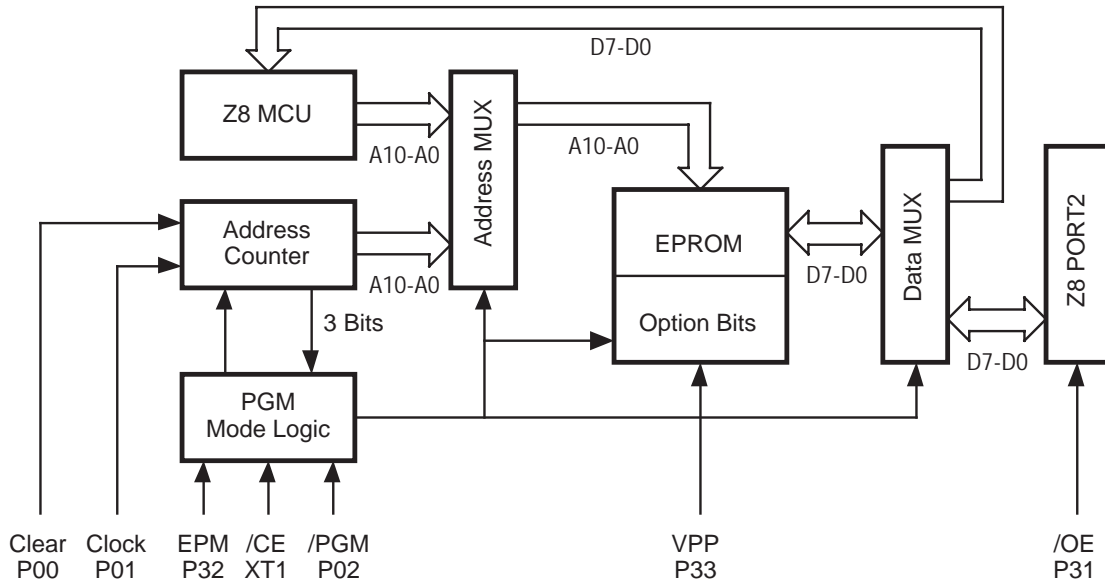 D7-D0
Z8 MCU
A10-A0
Address MUX
A10-A0
Address
Counter
A10-A0
EPROM
Option Bits
D7-D0
Data MUX
Z8 PORT2
D7-D0
3 Bits
PGM
Mode Logic
Clear
P00
Clock
P01
EPM
P32
/CE
XT1
/PGM
P02
VPP
P33
/OE
P31